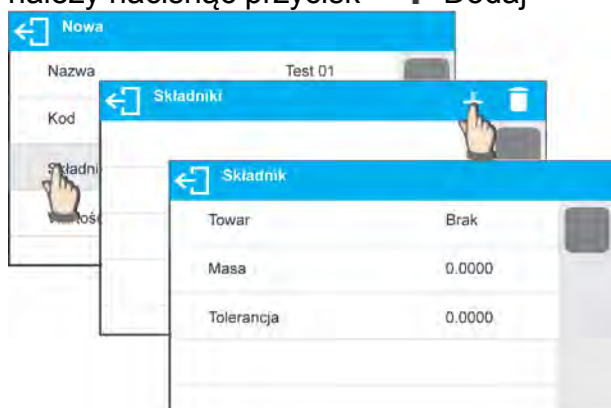 należy nacisnąć przycisk + Dodaj
Nowa
Nazwa Test 01
Kod
Składniki
Składnik
Towar Brak
Masa 0.0000
Tolerancja 0.0000